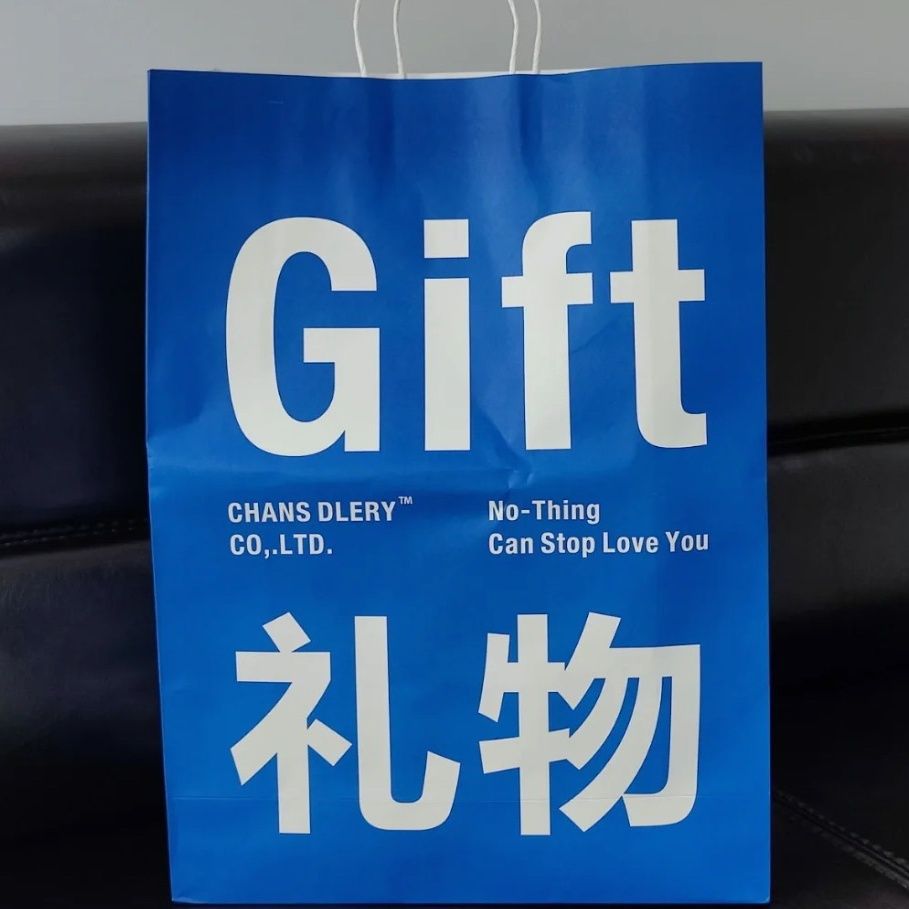 Gift
CHANS DLERY™
CO,.LTD.
No-Thing
Can Stop Love You
礼物